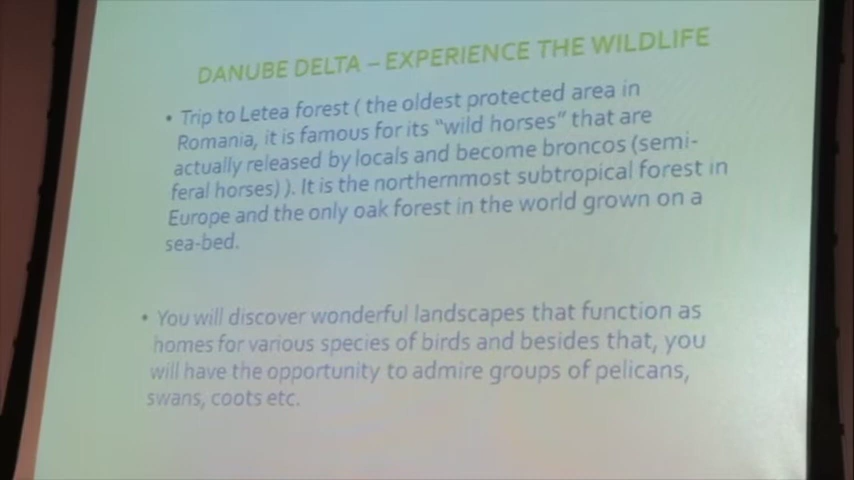 DANUBE DELTA – EXPERIENCE THE WILDLIFE
• Trip to Letea forest ( the oldest protected area in
Romania, it is famous for its "wild horses" that are
actually released by locals and become broncos (semi-
feral horses) ). It is the northernmost subtropical forest in
Europe and the only oak forest in the world grown on a
sea-bed.
• You will discover wonderful landscapes that function as
homes for various species of birds and besides that, you
will have the opportunity to admire groups of pelicans,
swans, coots etc.